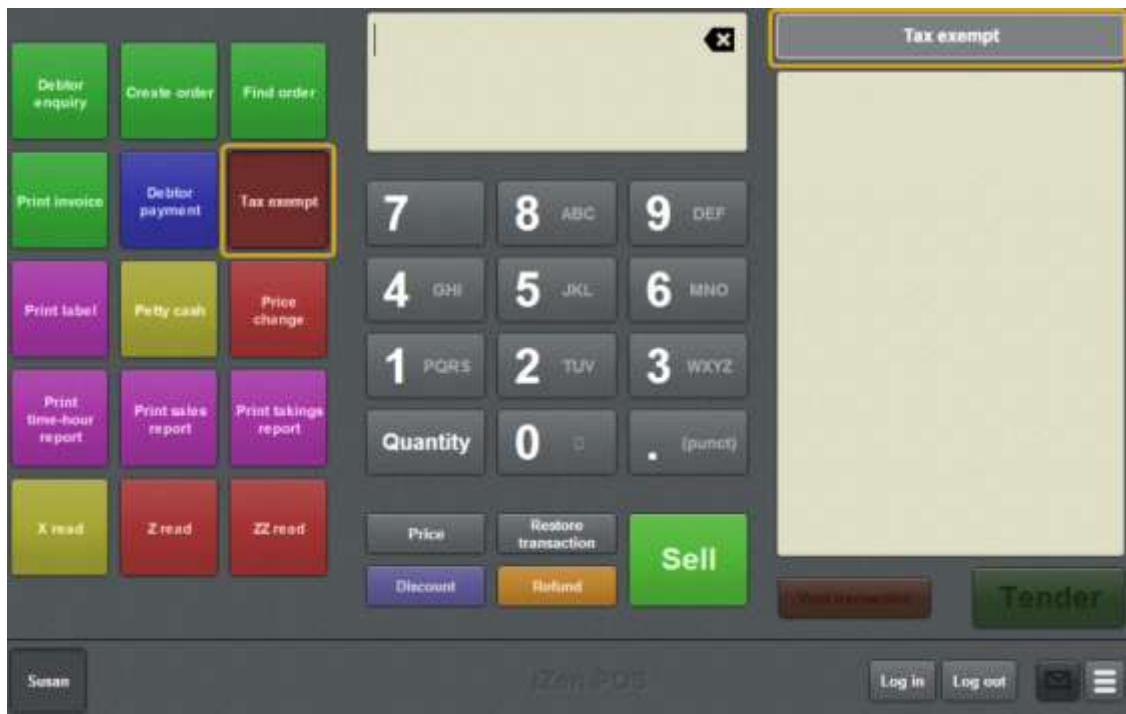 Debtor
enquiry
Create order
Find order
Print invoice
Debtor
payment
Tax exempt
Print label
Petty cash
Price
change
Print
time-hour
report
Print sales
report
Print takings
report
X read
Z read
ZZ read
7
8 ABC
9 DEF
4 GHI
5 JKL
6 MNO
1 PQRS
2 TUV
3 WXYZ
Quantity
0
. (punct)
Price
Restore
transaction
Discount
Refund
Sell
Tax exempt
Void transaction
Tender
Susan
Log in
Log out